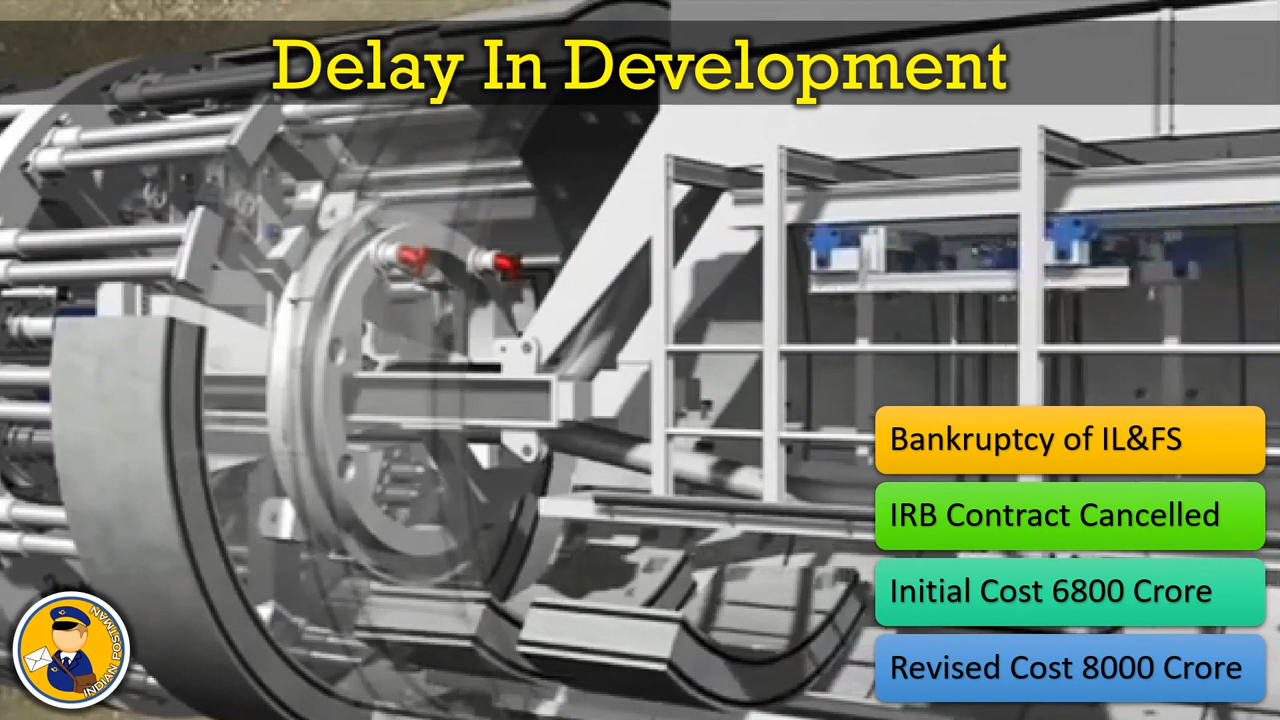 Delay In Development
Bankruptcy of IL&FS
IRB Contract Cancelled
Initial Cost 6800 Crore
Revised Cost 8000 Crore
INDIAN POSTMAN